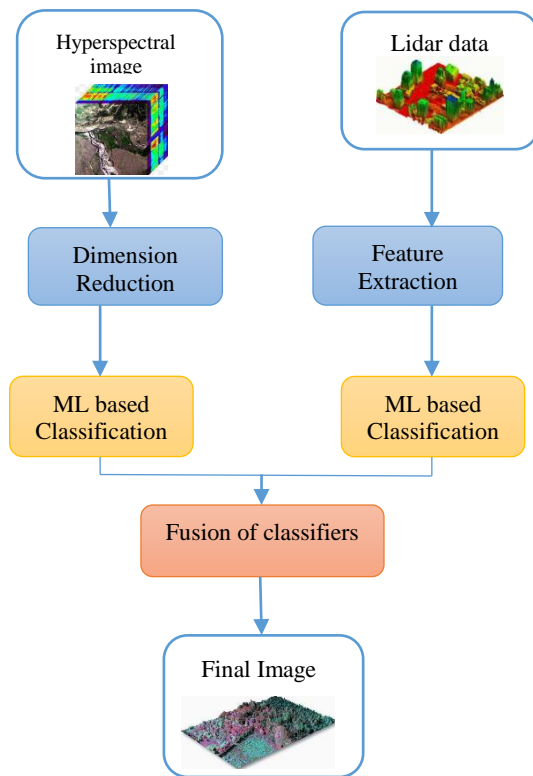 Hyperspectral
image
Lidar data
Dimension
Reduction
Feature
Extraction
ML based
Classification
ML based
Classification
Fusion of classifiers
Final Image